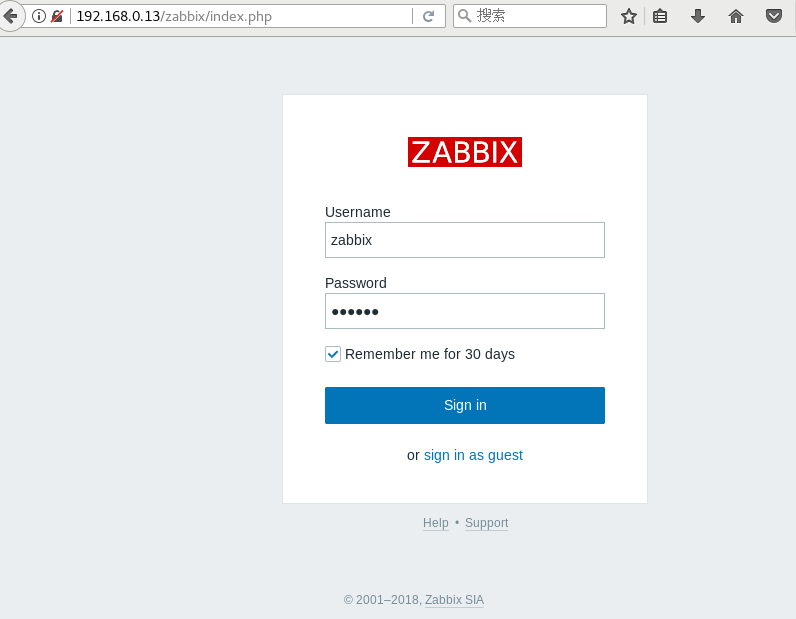 192.168.0.13/zabbix/index.php
搜索
ZABBIX
Username
zabbix
Password
●●●●●●
Remember me for 30 days
Sign in
or sign in as guest
Help • Support
© 2001–2018, Zabbix SIA